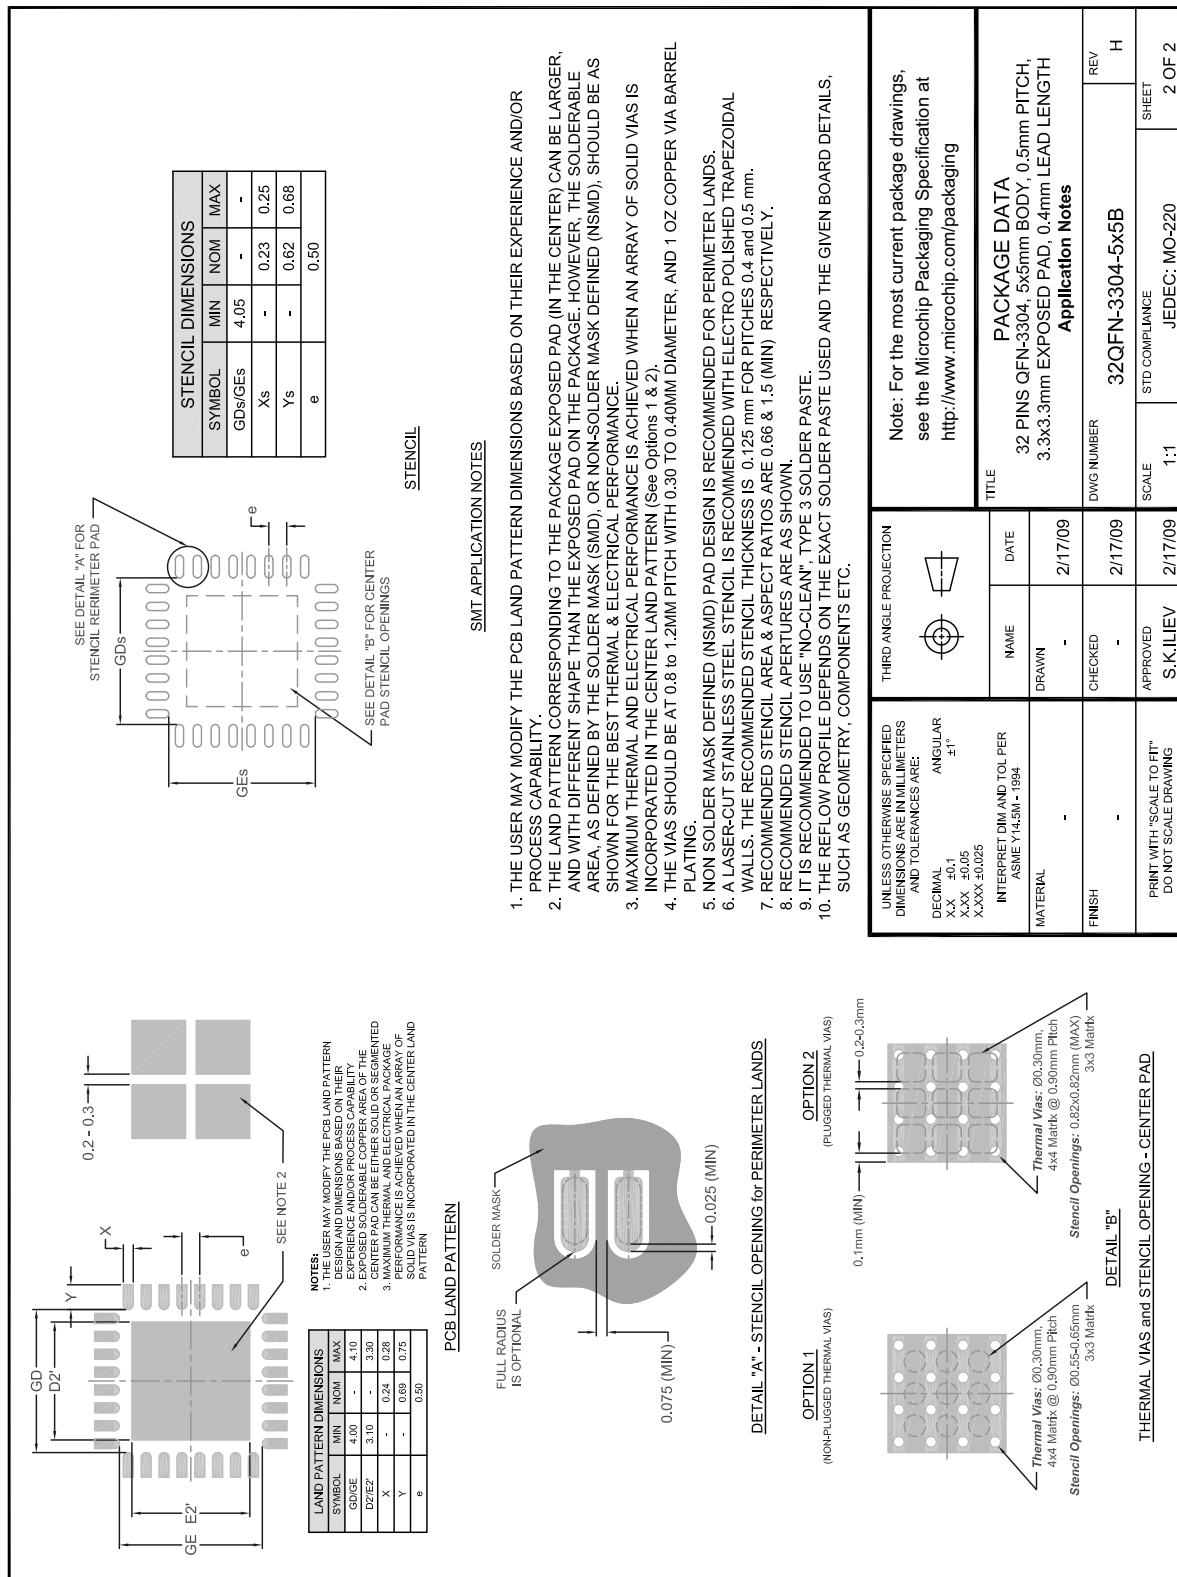 GD
D2'
Y
X
e
GE
E2'
0.2 - 0.3
SEE NOTE 2
LAND PATTERN DIMENSIONS
SYMBOL MIN NOM MAX
GD/GE 4.00 - 4.10
D2'/E2' 3.10 - 3.30
X - 0.24 0.28
Y - 0.69 0.75
e 0.50
NOTES:
1. THE USER MAY MODIFY THE PCB LAND PATTERN
DESIGN AND DIMENSIONS BASED ON THEIR
EXPERIENCE AND/OR PROCESS CAPABILITY
2. EXPOSED SOLDERABLE COPPER AREA OF THE
CENTER PAD CAN BE EITHER SOLID OR SEGMENTED
3. MAXIMUM THERMAL AND ELECTRICAL PACKAGE
PERFORMANCE IS ACHIEVED WHEN AN ARRAY OF
SOLID VIAS IS INCORPORATED IN THE CENTER LAND
PATTERN
PCB LAND PATTERN
SEE DETAIL "A" FOR
STENCIL RERIMETER PAD
GDs
GEs
e
SEE DETAIL "B" FOR CENTER
PAD STENCIL OPENINGS
STENCIL DIMENSIONS
SYMBOL MIN NOM MAX
GDs/GEs 4.05 - -
Xs - 0.23 0.25
Ys - 0.62 0.68
e 0.50
STENCIL
SOLDER MASK
FULL RADIUS
IS OPTIONAL
0.075 (MIN)
0.025 (MIN)
DETAIL "A" - STENCIL OPENING for PERIMETER LANDS
OPTION 1
(NON-PLUGGED THERMAL VIAS)
Thermal Vias: Ø0.30mm,
4x4 Matrix @ 0.90mm Pitch
Stencil Openings: Ø0.55-0.65mm
3x3 Matrix
OPTION 2
(PLUGGED THERMAL VIAS)
0.1mm (MIN)
0.2-0.3mm
Thermal Vias: Ø0.30mm,
4x4 Matrix @ 0.90mm Pitch
Stencil Openings: 0.82x0.82mm (MAX)
3x3 Matrix
DETAIL "B"
THERMAL VIAS and STENCIL OPENING - CENTER PAD
SMT APPLICATION NOTES
1. THE USER MAY MODIFY THE PCB LAND PATTERN DIMENSIONS BASED ON THEIR EXPERIENCE AND/OR
PROCESS CAPABILITY.
2. THE LAND PATTERN CORRESPONDING TO THE PACKAGE EXPOSED PAD (IN THE CENTER) CAN BE LARGER,
AND WITH DIFFERENT SHAPE THAN THE EXPOSED PAD ON THE PACKAGE. HOWEVER, THE SOLDERABLE
AREA, AS DEFINED BY THE SOLDER MASK (SMD), OR NON-SOLDER MASK DEFINED (NSMD), SHOULD BE AS
SHOWN FOR THE BEST THERMAL & ELECTRICAL PERFORMANCE.
3. MAXIMUM THERMAL AND ELECTRICAL PERFORMANCE IS ACHIEVED WHEN AN ARRAY OF SOLID VIAS IS
INCORPORATED IN THE CENTER LAND PATTERN (See Options 1 & 2).
4. THE VIAS SHOULD BE AT 0.8 to 1.2MM PITCH WITH 0.30 TO 0.40MM DIAMETER, AND 1 OZ COPPER VIA BARREL
PLATING.
5. NON SOLDER MASK DEFINED (NSMD) PAD DESIGN IS RECOMMENDED FOR PERIMETER LANDS.
6. A LASER-CUT STAINLESS STEEL STENCIL IS RECOMMENDED WITH ELECTRO POLISHED TRAPEZOIDAL
WALLS. THE RECOMMENDED STENCIL THICKNESS IS 0.125 mm FOR PITCHES 0.4 and 0.5 mm.
7. RECOMMENDED STENCIL AREA & ASPECT RATIOS ARE 0.66 & 1.5 (MIN) RESPECTIVELY.
8. RECOMMENDED STENCIL APERTURES ARE AS SHOWN.
9. IT IS RECOMMENDED TO USE "NO-CLEAN", TYPE 3 SOLDER PASTE.
10. THE REFLOW PROFILE DEPENDS ON THE EXACT SOLDER PASTE USED AND THE GIVEN BOARD DETAILS,
SUCH AS GEOMETRY, COMPONENTS ETC.
UNLESS OTHERWISE SPECIFIED
DIMENSIONS ARE IN MILLIMETERS
AND TOLERANCES ARE:
DECIMAL ANGULAR
X.X ±0.1 ±1°
X.XX ±0.05
X.XXX ±0.025
INTERPRET DIM AND TOL PER
ASME Y14.5M - 1994
MATERIAL
-
FINISH
-
PRINT WITH "SCALE TO FIT"
DO NOT SCALE DRAWING
THIRD ANGLE PROJECTION
NAME DATE
DRAWN
- 2/17/09
CHECKED
- 2/17/09
APPROVED
S.K.ILIEV 2/17/09
Note: For the most current package drawings,
see the Microchip Packaging Specification at
http://www.microchip.com/packaging
TITLE
PACKAGE DATA
32 PINS QFN-3304, 5x5mm BODY, 0.5mm PITCH,
3.3x3.3mm EXPOSED PAD, 0.4mm LEAD LENGTH
Application Notes
DWG NUMBER
32QFN-3304-5x5B
REV
H
SCALE
1:1
STD COMPLIANCE
JEDEC: MO-220
SHEET
2 OF 2